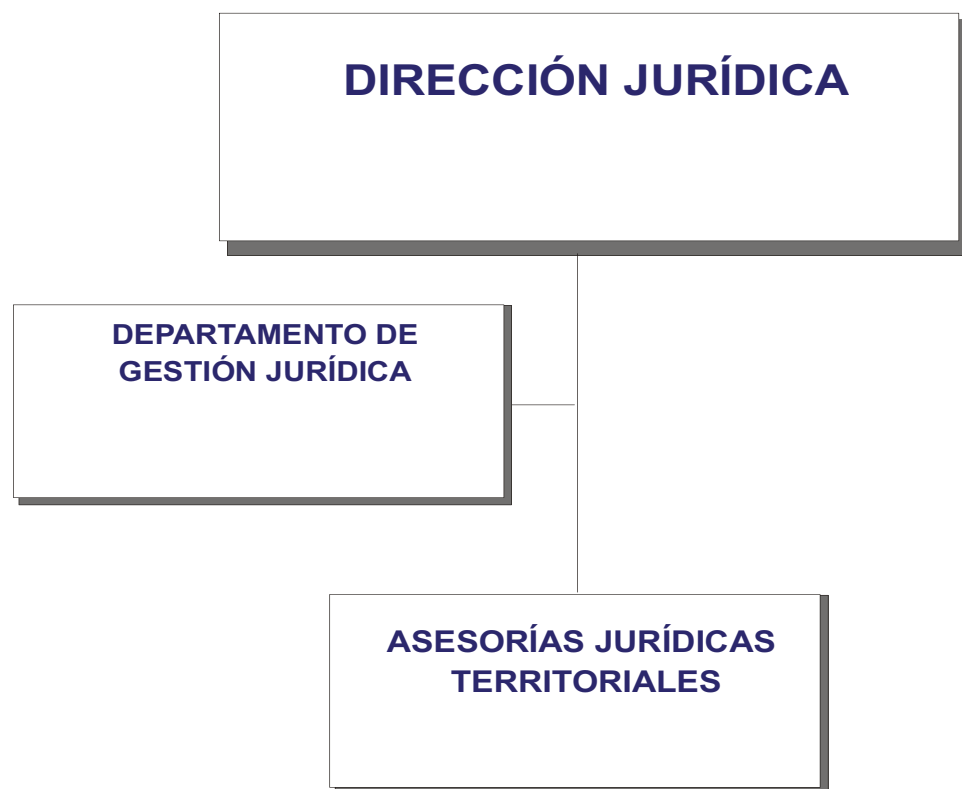 DIRECCIÓN JURÍDICA
DEPARTAMENTO DE
GESTIÓN JURÍDICA
ASESORÍAS JURÍDICAS
TERRITORIALES